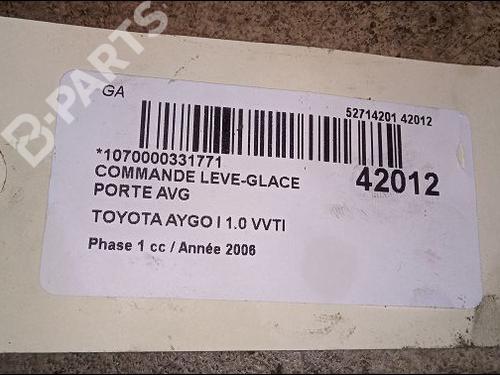 B-PARTS
GA
52714201 42012
*1070000331771
COMMANDE LEVE-GLACE
42012
PORTE AVG
TOYOTA AYGO I 1.0 VVTI
Phase 1 cc / Année 2006